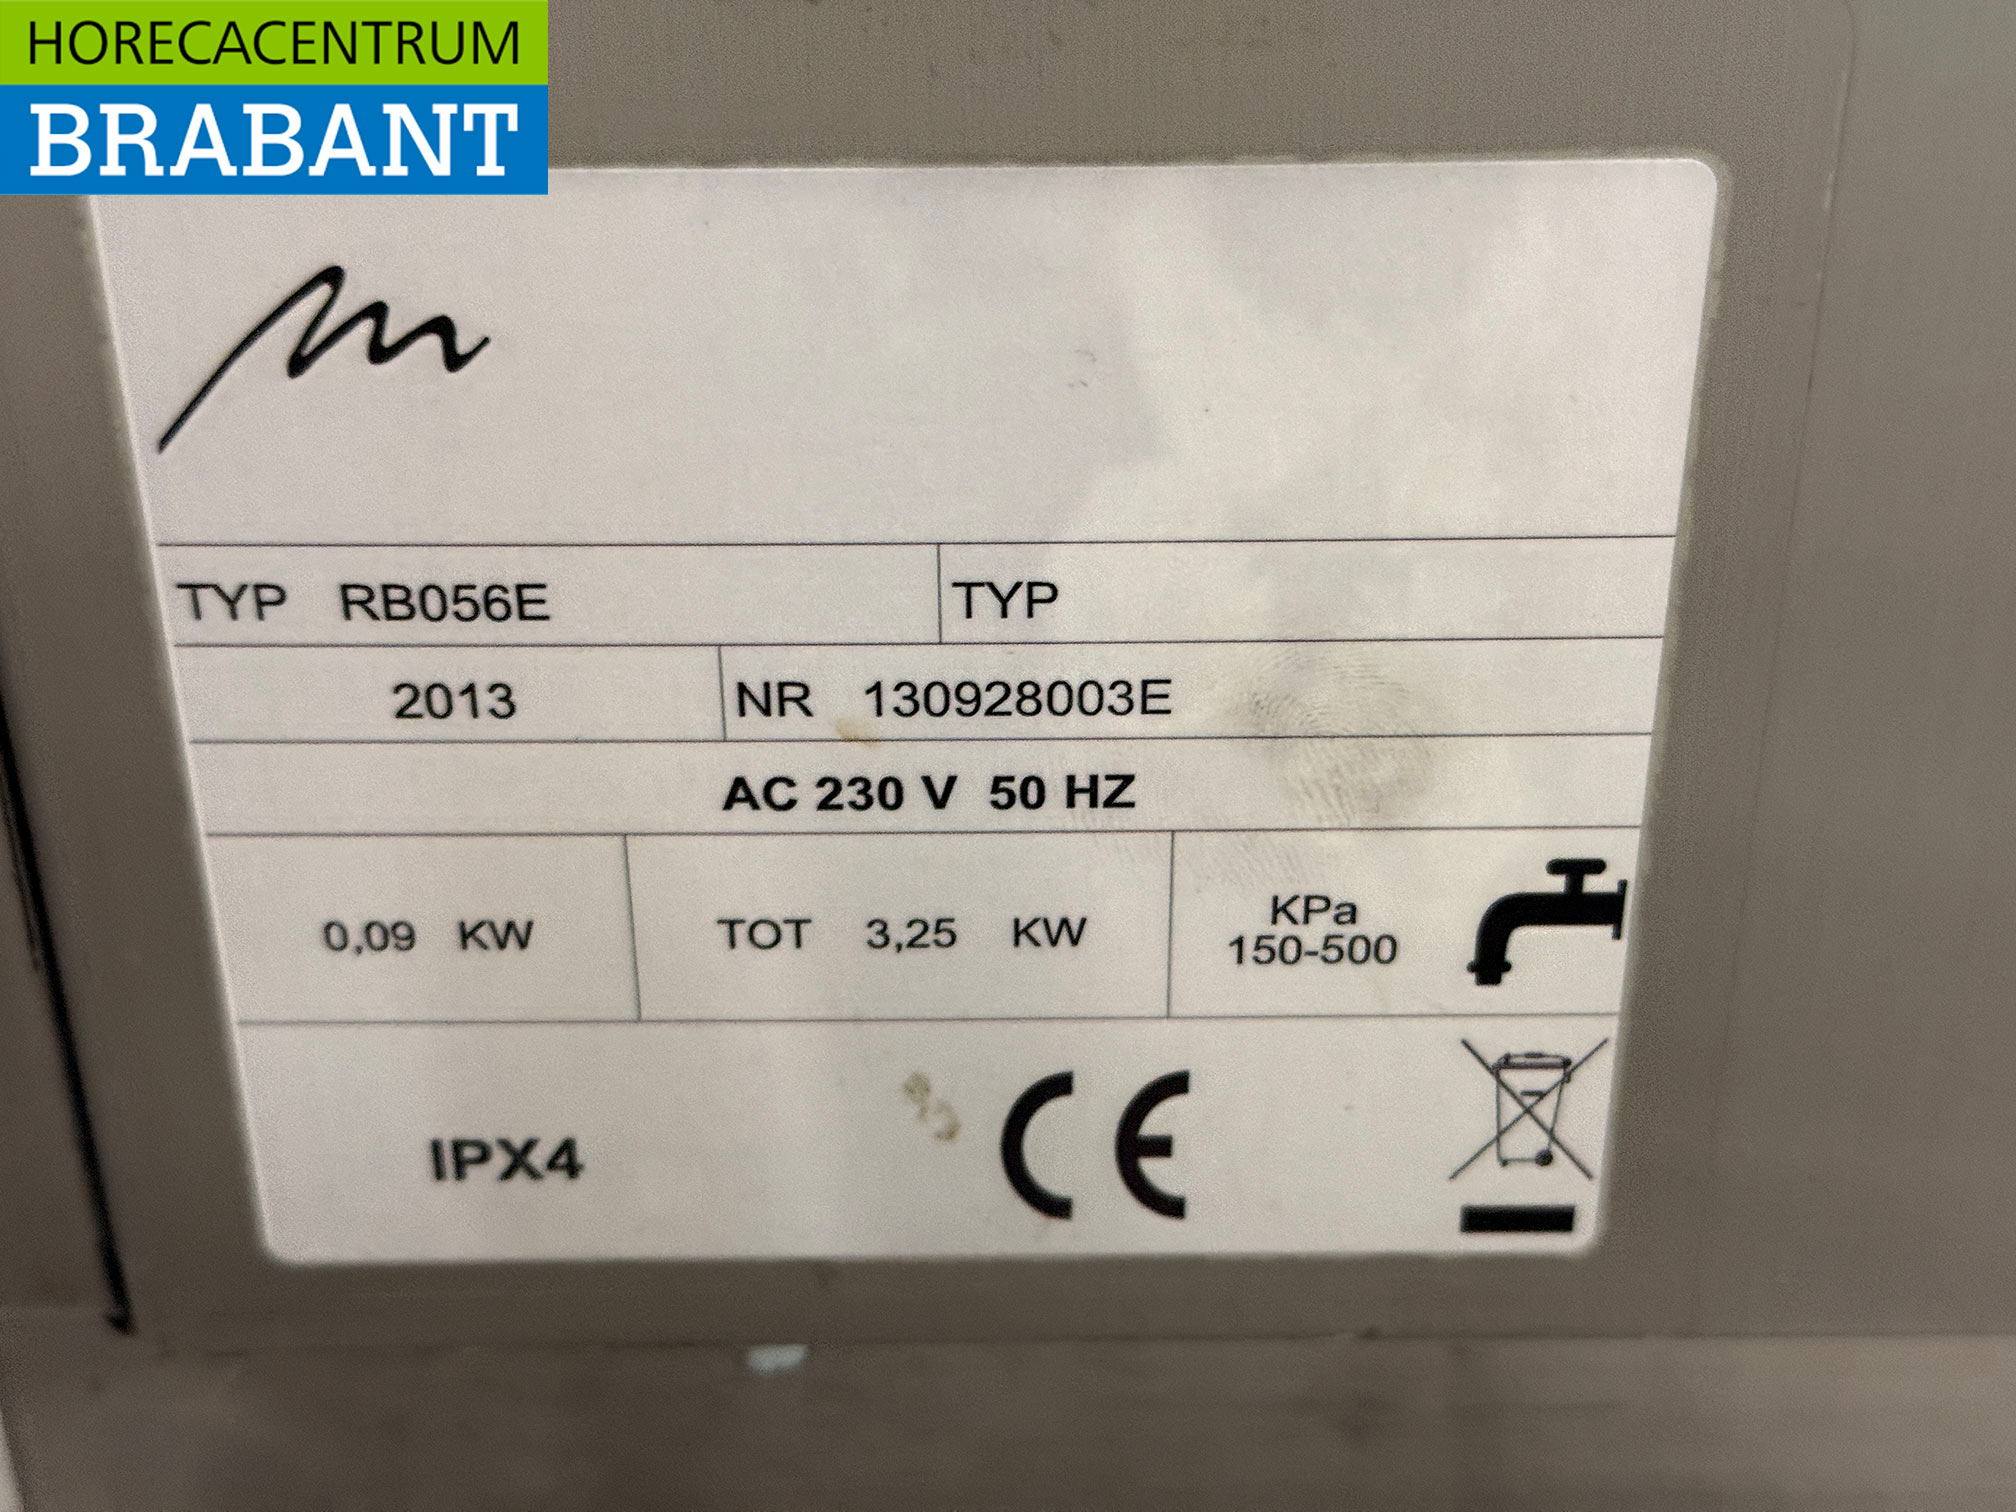 HORECACENTRUM
BRABANT
TYP RB056E TYP
2013 NR 130928003E
AC 230 V 50 HZ
0,09 KW TOT 3,25 KW KPa
150-500
IPX4 CE